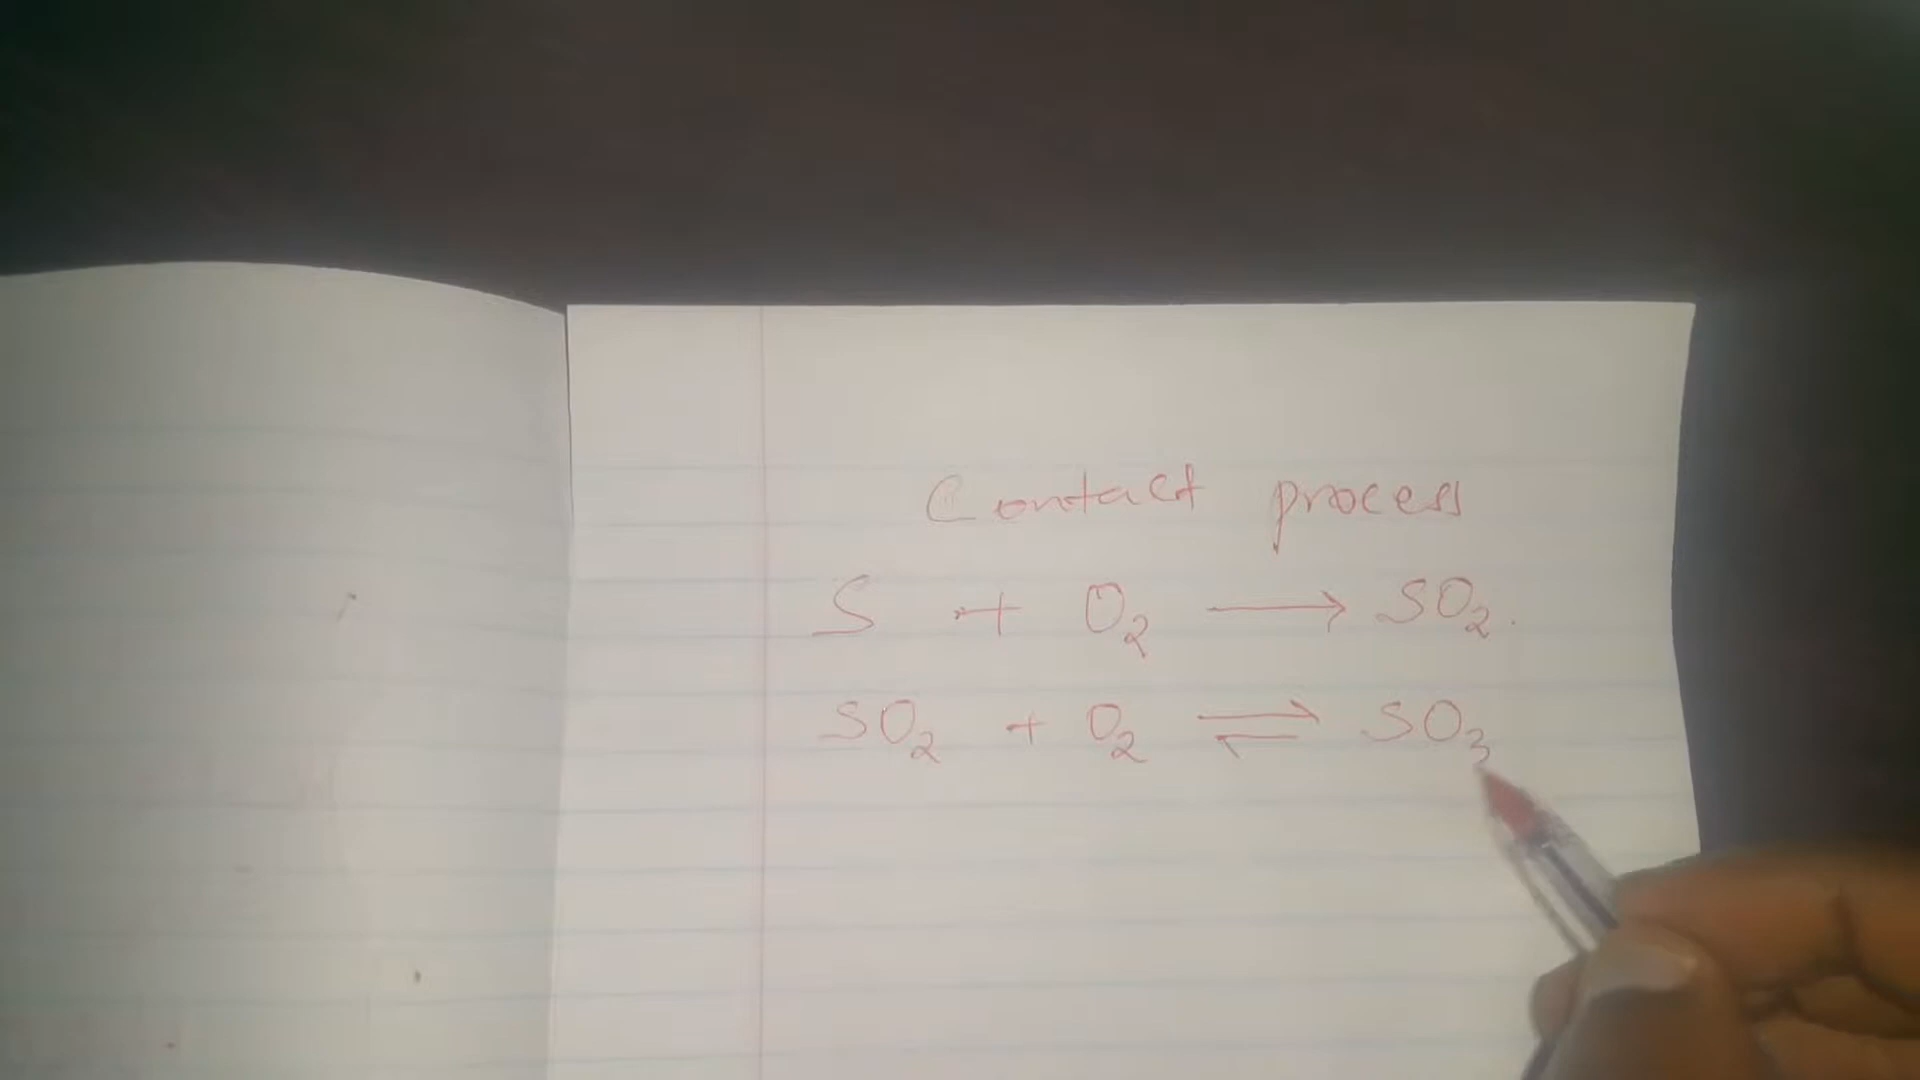 Contact process
S + O₂ → SO₂.
SO₂ + O₂ ⇌ SO₃